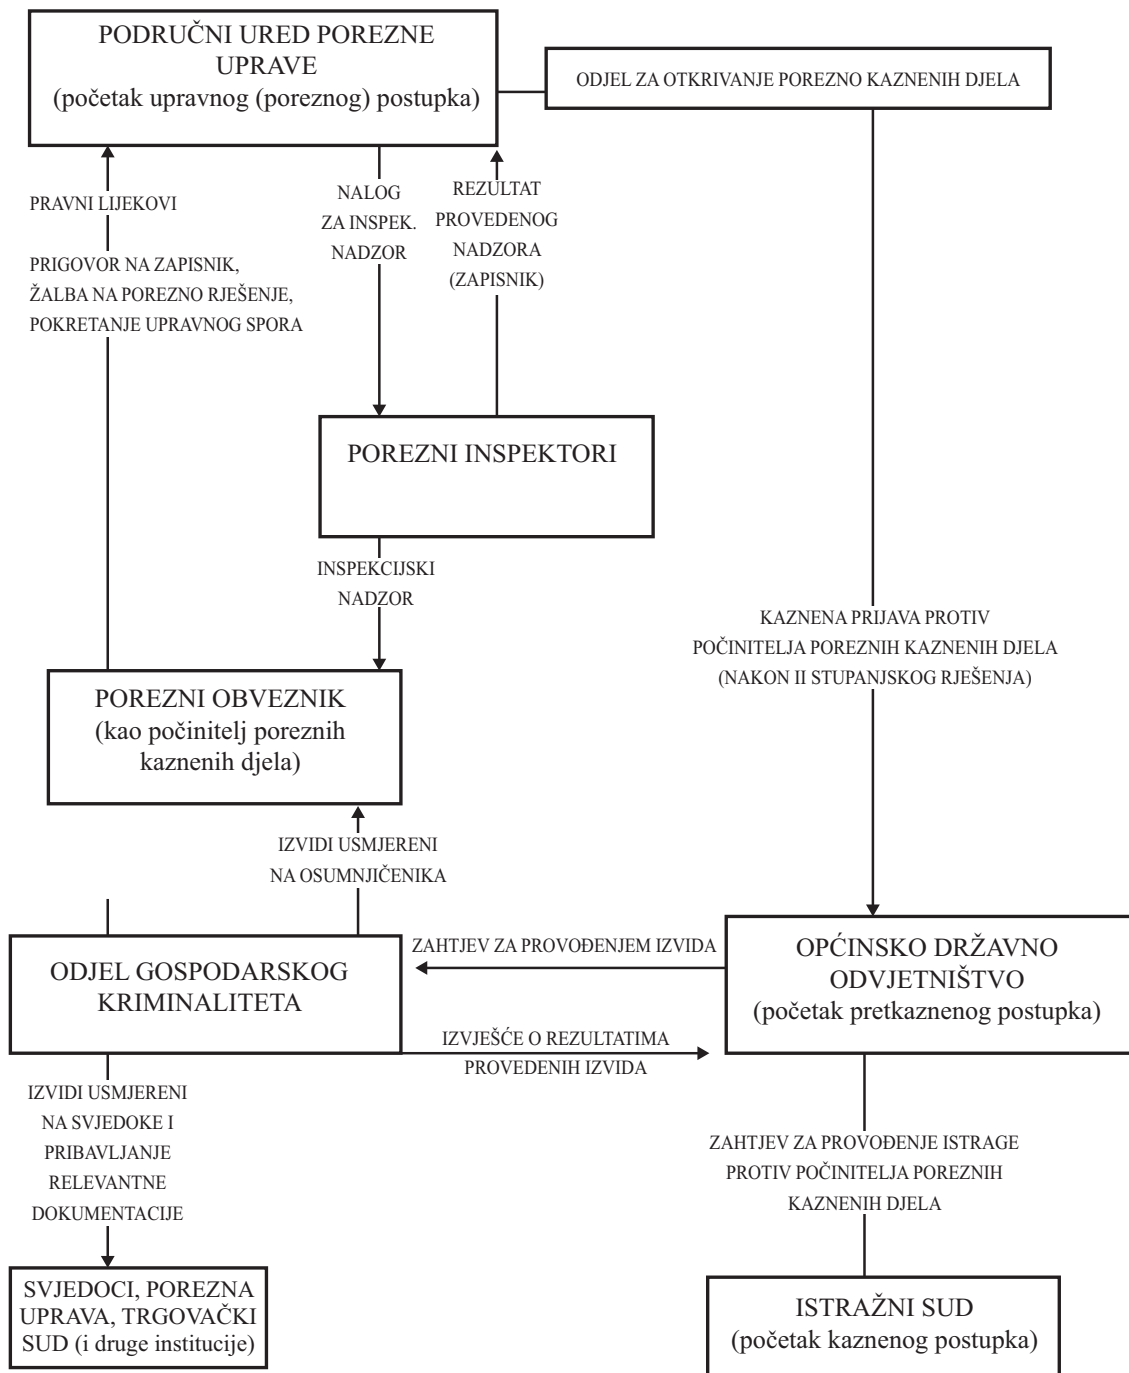 PODRUČNI URED POREZNE
UPRAVE
(početak upravnog (poreznog) postupka)
ODJEL ZA OTKRIVANJE POREZNO KAZNENIH DJELA
PRAVNI LIJEKOVI
PRIGOVOR NA ZAPISNIK,
ŽALBA NA POREZNO RJEŠENJE,
POKRETANJE UPRAVNOG SPORA
NALOG
ZA INSPEK.
NADZOR
REZULTAT
PROVEDENOG
NADZORA
(ZAPISNIK)
POREZNI INSPEKTORI
INSPEKCIJSKI
NADZOR
KAZNENA PRIJAVA PROTIV
POČINITELJA POREZNIH KAZNENIH DJELA
(NAKON II STUPANJSKOG RJEŠENJA)
POREZNI OBVEZNIK
(kao počinitelj poreznih
kaznenih djela)
IZVIDI USMJERENI
NA OSUMNJIČENIKA
ODJEL GOSPODARSKOG
KRIMINALITETA
ZAHTJEV ZA PROVOĐENJEM IZVIDA
OPĆINSKO DRŽAVNO
ODVJETNIŠTVO
(početak pretkaznenog postupka)
IZVJEŠĆE O REZULTATIMA
PROVEDENIH IZVIDA
IZVIDI USMJERENI
NA SVJEDOKE I
PRIBAVLJANJE
RELEVANTNE
DOKUMENTACIJE
ZAHTJEV ZA PROVOĐENJE ISTRAGE
PROTIV POČINITELJA POREZNIH
KAZNENIH DJELA
SVJEDOCI, POREZNA
UPRAVA, TRGOVAČKI
SUD (i druge institucije)
ISTRAŽNI SUD
(početak kaznenog postupka)